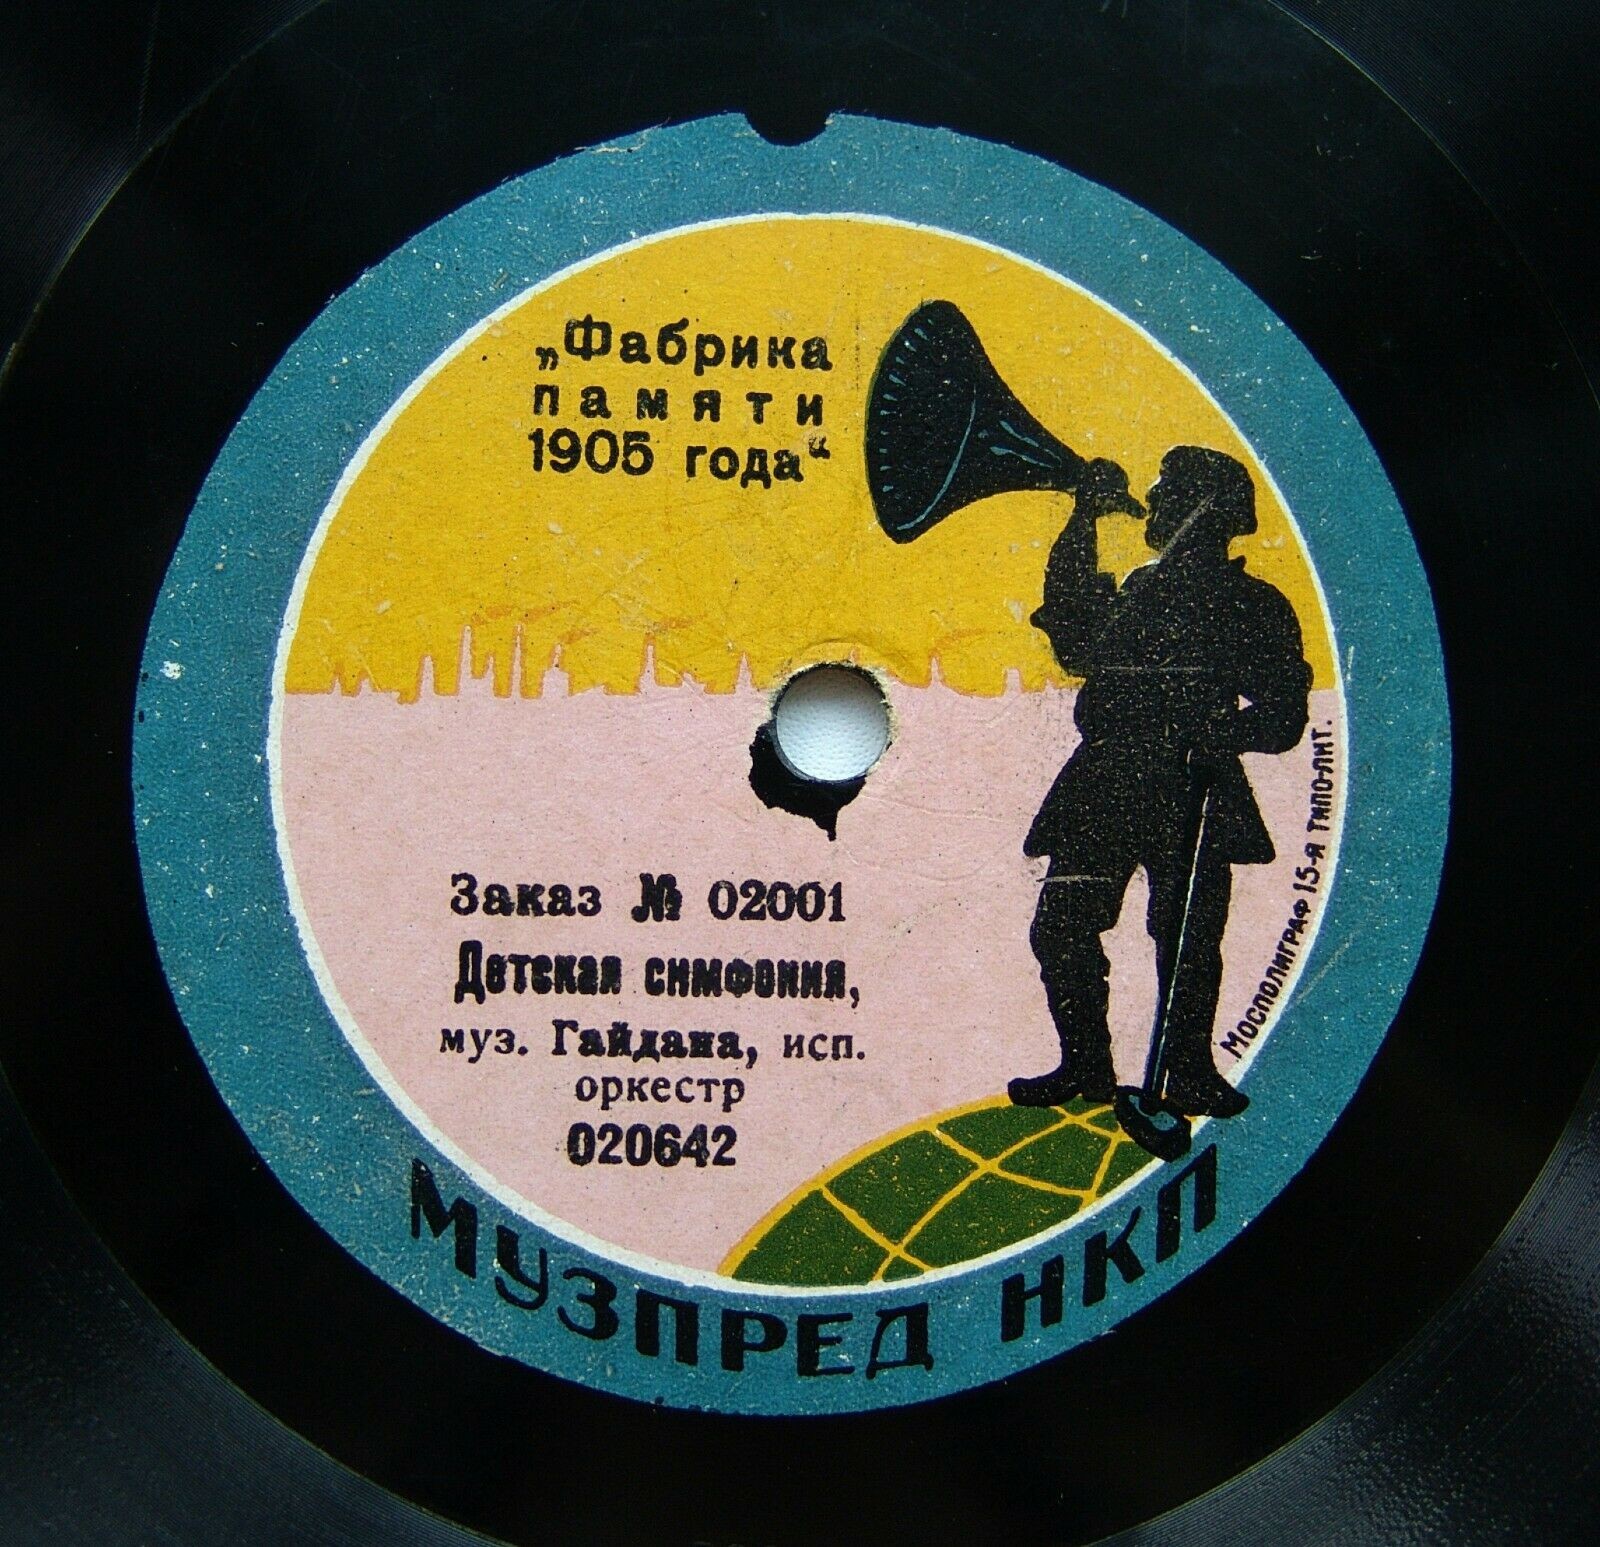 „Фабрика
памяти
1905 года“
Заказ № 02001
Детская симфония,
муз. Гайдана, исп.
оркестр
020642
Мосполиграф 15-я типо-лит.
МУЗПРЕД НКП